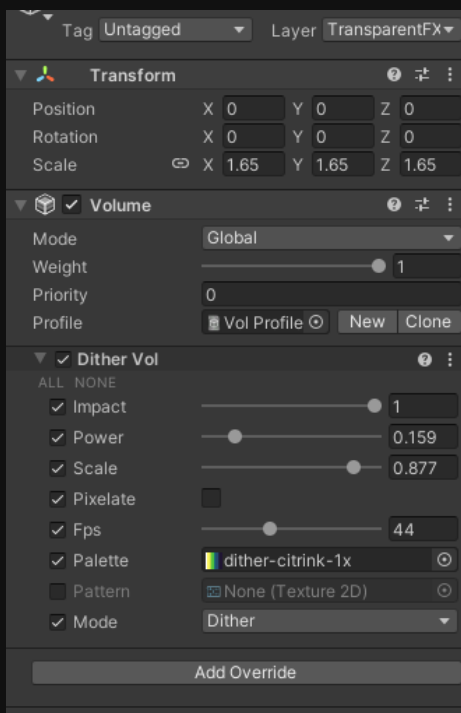 Tag Untagged Layer TransparentFX
Transform
Position X 0 Y 0 Z 0
Rotation X 0 Y 0 Z 0
Scale X 1.65 Y 1.65 Z 1.65
Volume
Mode Global
Weight 1
Priority 0
Profile Vol Profile New Clone
Dither Vol
ALL NONE
Impact 1
Power 0.159
Scale 0.877
Pixelate
Fps 44
Palette dither-citrink-1x
Pattern None (Texture 2D)
Mode Dither
Add Override